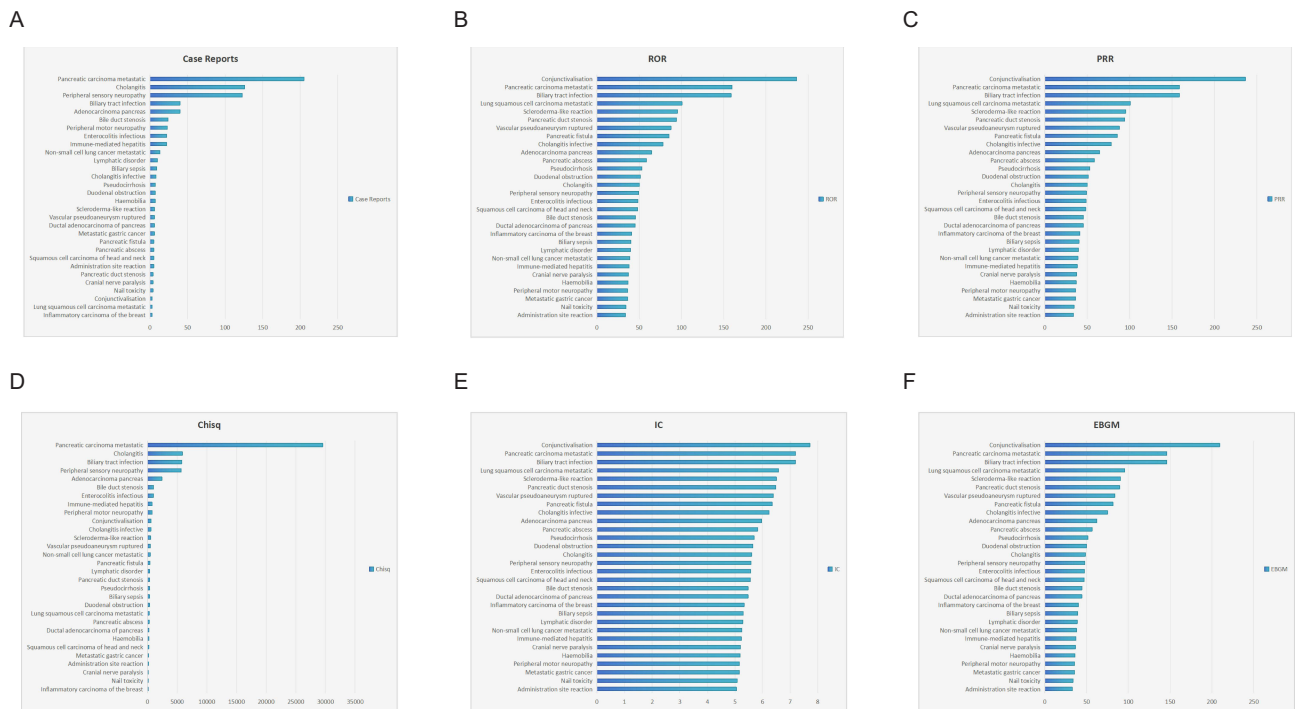 A
Case Reports
Pancreatic carcinoma metastatic
Cholangitis
Peripheral sensory neuropathy
Biliary tract infection
Adenocarcinoma pancreas
Bile duct stenosis
Peripheral motor neuropathy
Enterocolitis infectious
Immune-mediated hepatitis
Non-small cell lung cancer metastatic
Lymphatic disorder
Biliary sepsis
Cholangitis infective
Pseudocirrhosis
Duodenal obstruction
Haemobilia
Scleroderma-like reaction
Vascular pseudoaneurysm ruptured
Ductal adenocarcinoma of pancreas
Metastatic gastric cancer
Pancreatic fistula
Pancreatic abscess
Squamous cell carcinoma of head and neck
Administration site reaction
Pancreatic duct stenosis
Cranial nerve paralysis
Nail toxicity
Conjunctivalisation
Lung squamous cell carcinoma metastatic
Inflammatory carcinoma of the breast
0 50 100 150 200 250
Case Reports
B
ROR
Conjunctivalisation
Pancreatic carcinoma metastatic
Biliary tract infection
Lung squamous cell carcinoma metastatic
Scleroderma-like reaction
Pancreatic duct stenosis
Vascular pseudoaneurysm ruptured
Pancreatic fistula
Cholangitis infective
Adenocarcinoma pancreas
Pancreatic abscess
Pseudocirrhosis
Duodenal obstruction
Cholangitis
Peripheral sensory neuropathy
Enterocolitis infectious
Squamous cell carcinoma of head and neck
Bile duct stenosis
Ductal adenocarcinoma of pancreas
Inflammatory carcinoma of the breast
Biliary sepsis
Lymphatic disorder
Non-small cell lung cancer metastatic
Immune-mediated hepatitis
Cranial nerve paralysis
Haemobilia
Peripheral motor neuropathy
Metastatic gastric cancer
Nail toxicity
Administration site reaction
0 50 100 150 200 250
ROR
C
PRR
Conjunctivalisation
Pancreatic carcinoma metastatic
Biliary tract infection
Lung squamous cell carcinoma metastatic
Scleroderma-like reaction
Pancreatic duct stenosis
Vascular pseudoaneurysm ruptured
Pancreatic fistula
Cholangitis infective
Adenocarcinoma pancreas
Pancreatic abscess
Pseudocirrhosis
Duodenal obstruction
Cholangitis
Peripheral sensory neuropathy
Enterocolitis infectious
Squamous cell carcinoma of head and neck
Bile duct stenosis
Ductal adenocarcinoma of pancreas
Inflammatory carcinoma of the breast
Biliary sepsis
Lymphatic disorder
Non-small cell lung cancer metastatic
Immune-mediated hepatitis
Cranial nerve paralysis
Haemobilia
Peripheral motor neuropathy
Metastatic gastric cancer
Nail toxicity
Administration site reaction
0 50 100 150 200 250
PRR
D
Chisq
Pancreatic carcinoma metastatic
Cholangitis
Biliary tract infection
Peripheral sensory neuropathy
Adenocarcinoma pancreas
Bile duct stenosis
Enterocolitis infectious
Immune-mediated hepatitis
Peripheral motor neuropathy
Conjunctivalisation
Cholangitis infective
Scleroderma-like reaction
Vascular pseudoaneurysm ruptured
Non-small cell lung cancer metastatic
Pancreatic fistula
Lymphatic disorder
Pancreatic duct stenosis
Pseudocirrhosis
Biliary sepsis
Duodenal obstruction
Lung squamous cell carcinoma metastatic
Pancreatic abscess
Ductal adenocarcinoma of pancreas
Haemobilia
Squamous cell carcinoma of head and neck
Metastatic gastric cancer
Administration site reaction
Cranial nerve paralysis
Nail toxicity
Inflammatory carcinoma of the breast
0 5000 10000 15000 20000 25000 30000 35000
Chisq
E
IC
Conjunctivalisation
Pancreatic carcinoma metastatic
Biliary tract infection
Lung squamous cell carcinoma metastatic
Scleroderma-like reaction
Pancreatic duct stenosis
Vascular pseudoaneurysm ruptured
Pancreatic fistula
Cholangitis infective
Adenocarcinoma pancreas
Pancreatic abscess
Pseudocirrhosis
Duodenal obstruction
Cholangitis
Peripheral sensory neuropathy
Enterocolitis infectious
Squamous cell carcinoma of head and neck
Bile duct stenosis
Ductal adenocarcinoma of pancreas
Inflammatory carcinoma of the breast
Biliary sepsis
Lymphatic disorder
Non-small cell lung cancer metastatic
Immune-mediated hepatitis
Cranial nerve paralysis
Haemobilia
Peripheral motor neuropathy
Metastatic gastric cancer
Nail toxicity
Administration site reaction
0 1 2 3 4 5 6 7 8
IC
F
EBGM
Conjunctivalisation
Pancreatic carcinoma metastatic
Biliary tract infection
Lung squamous cell carcinoma metastatic
Scleroderma-like reaction
Pancreatic duct stenosis
Vascular pseudoaneurysm ruptured
Pancreatic fistula
Cholangitis infective
Adenocarcinoma pancreas
Pancreatic abscess
Pseudocirrhosis
Duodenal obstruction
Cholangitis
Peripheral sensory neuropathy
Enterocolitis infectious
Squamous cell carcinoma of head and neck
Bile duct stenosis
Ductal adenocarcinoma of pancreas
Inflammatory carcinoma of the breast
Biliary sepsis
Lymphatic disorder
Non-small cell lung cancer metastatic
Immune-mediated hepatitis
Cranial nerve paralysis
Haemobilia
Peripheral motor neuropathy
Metastatic gastric cancer
Nail toxicity
Administration site reaction
0 50 100 150 200 250
EBGM